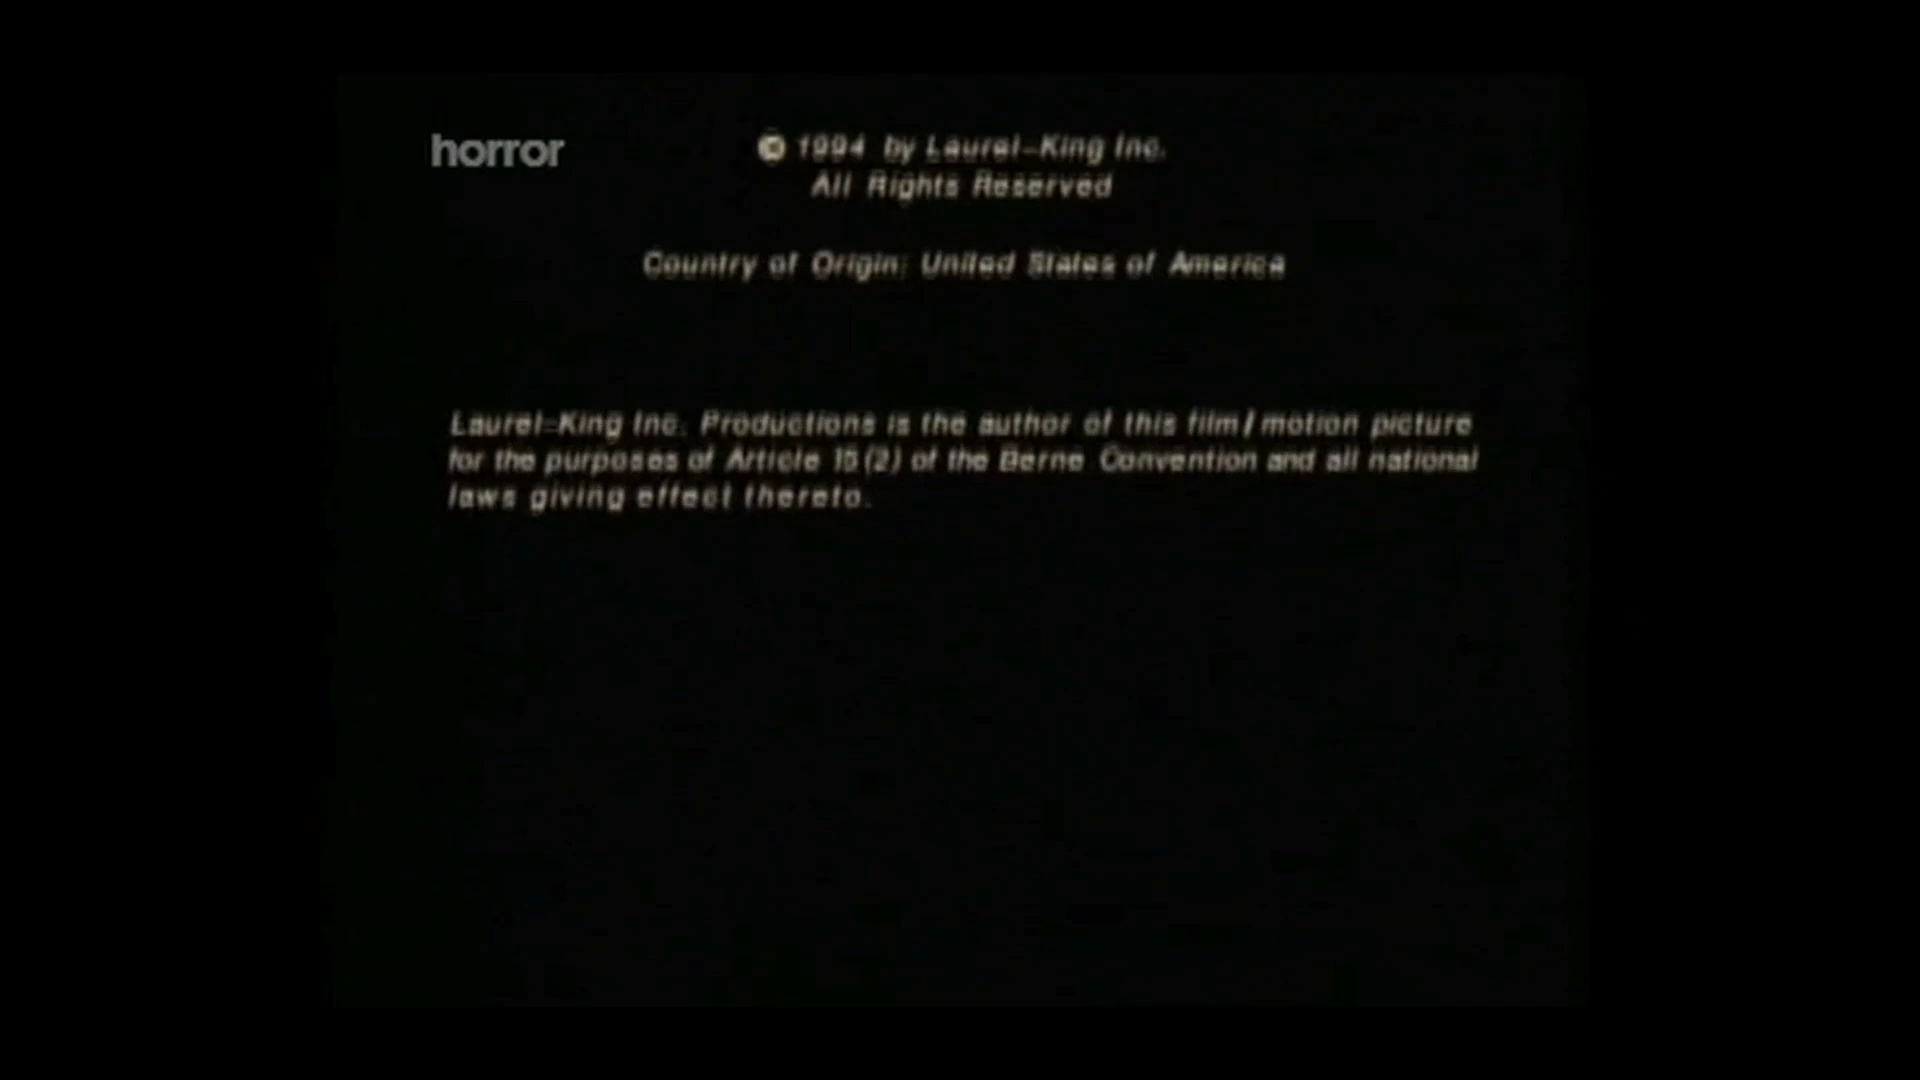 horror
© 1994 by Laurel-King Inc.
All Rights Reserved
Country of Origin: United States of America
Laurel-King Inc. Productions is the author of this film/motion picture
for the purposes of Article 15(2) of the Berne Convention and all national
laws giving effect thereto.